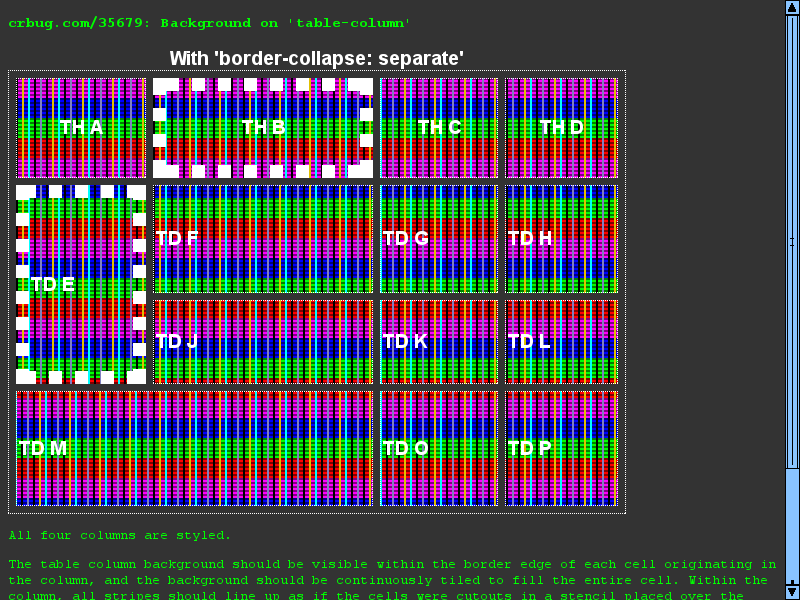 crbug.com/35679: Background on 'table-column'
With 'border-collapse: separate'
TH A TH B TH C TH D
TD E TD F TD G TD H
TD J TD K TD L
TD M TD O TD P
All four columns are styled.
The table column background should be visible within the border edge of each cell originating in
the column, and the background should be continuously tiled to fill the entire cell. Within the
column, all stripes should line up as if the cells were cutouts in a stencil placed over the